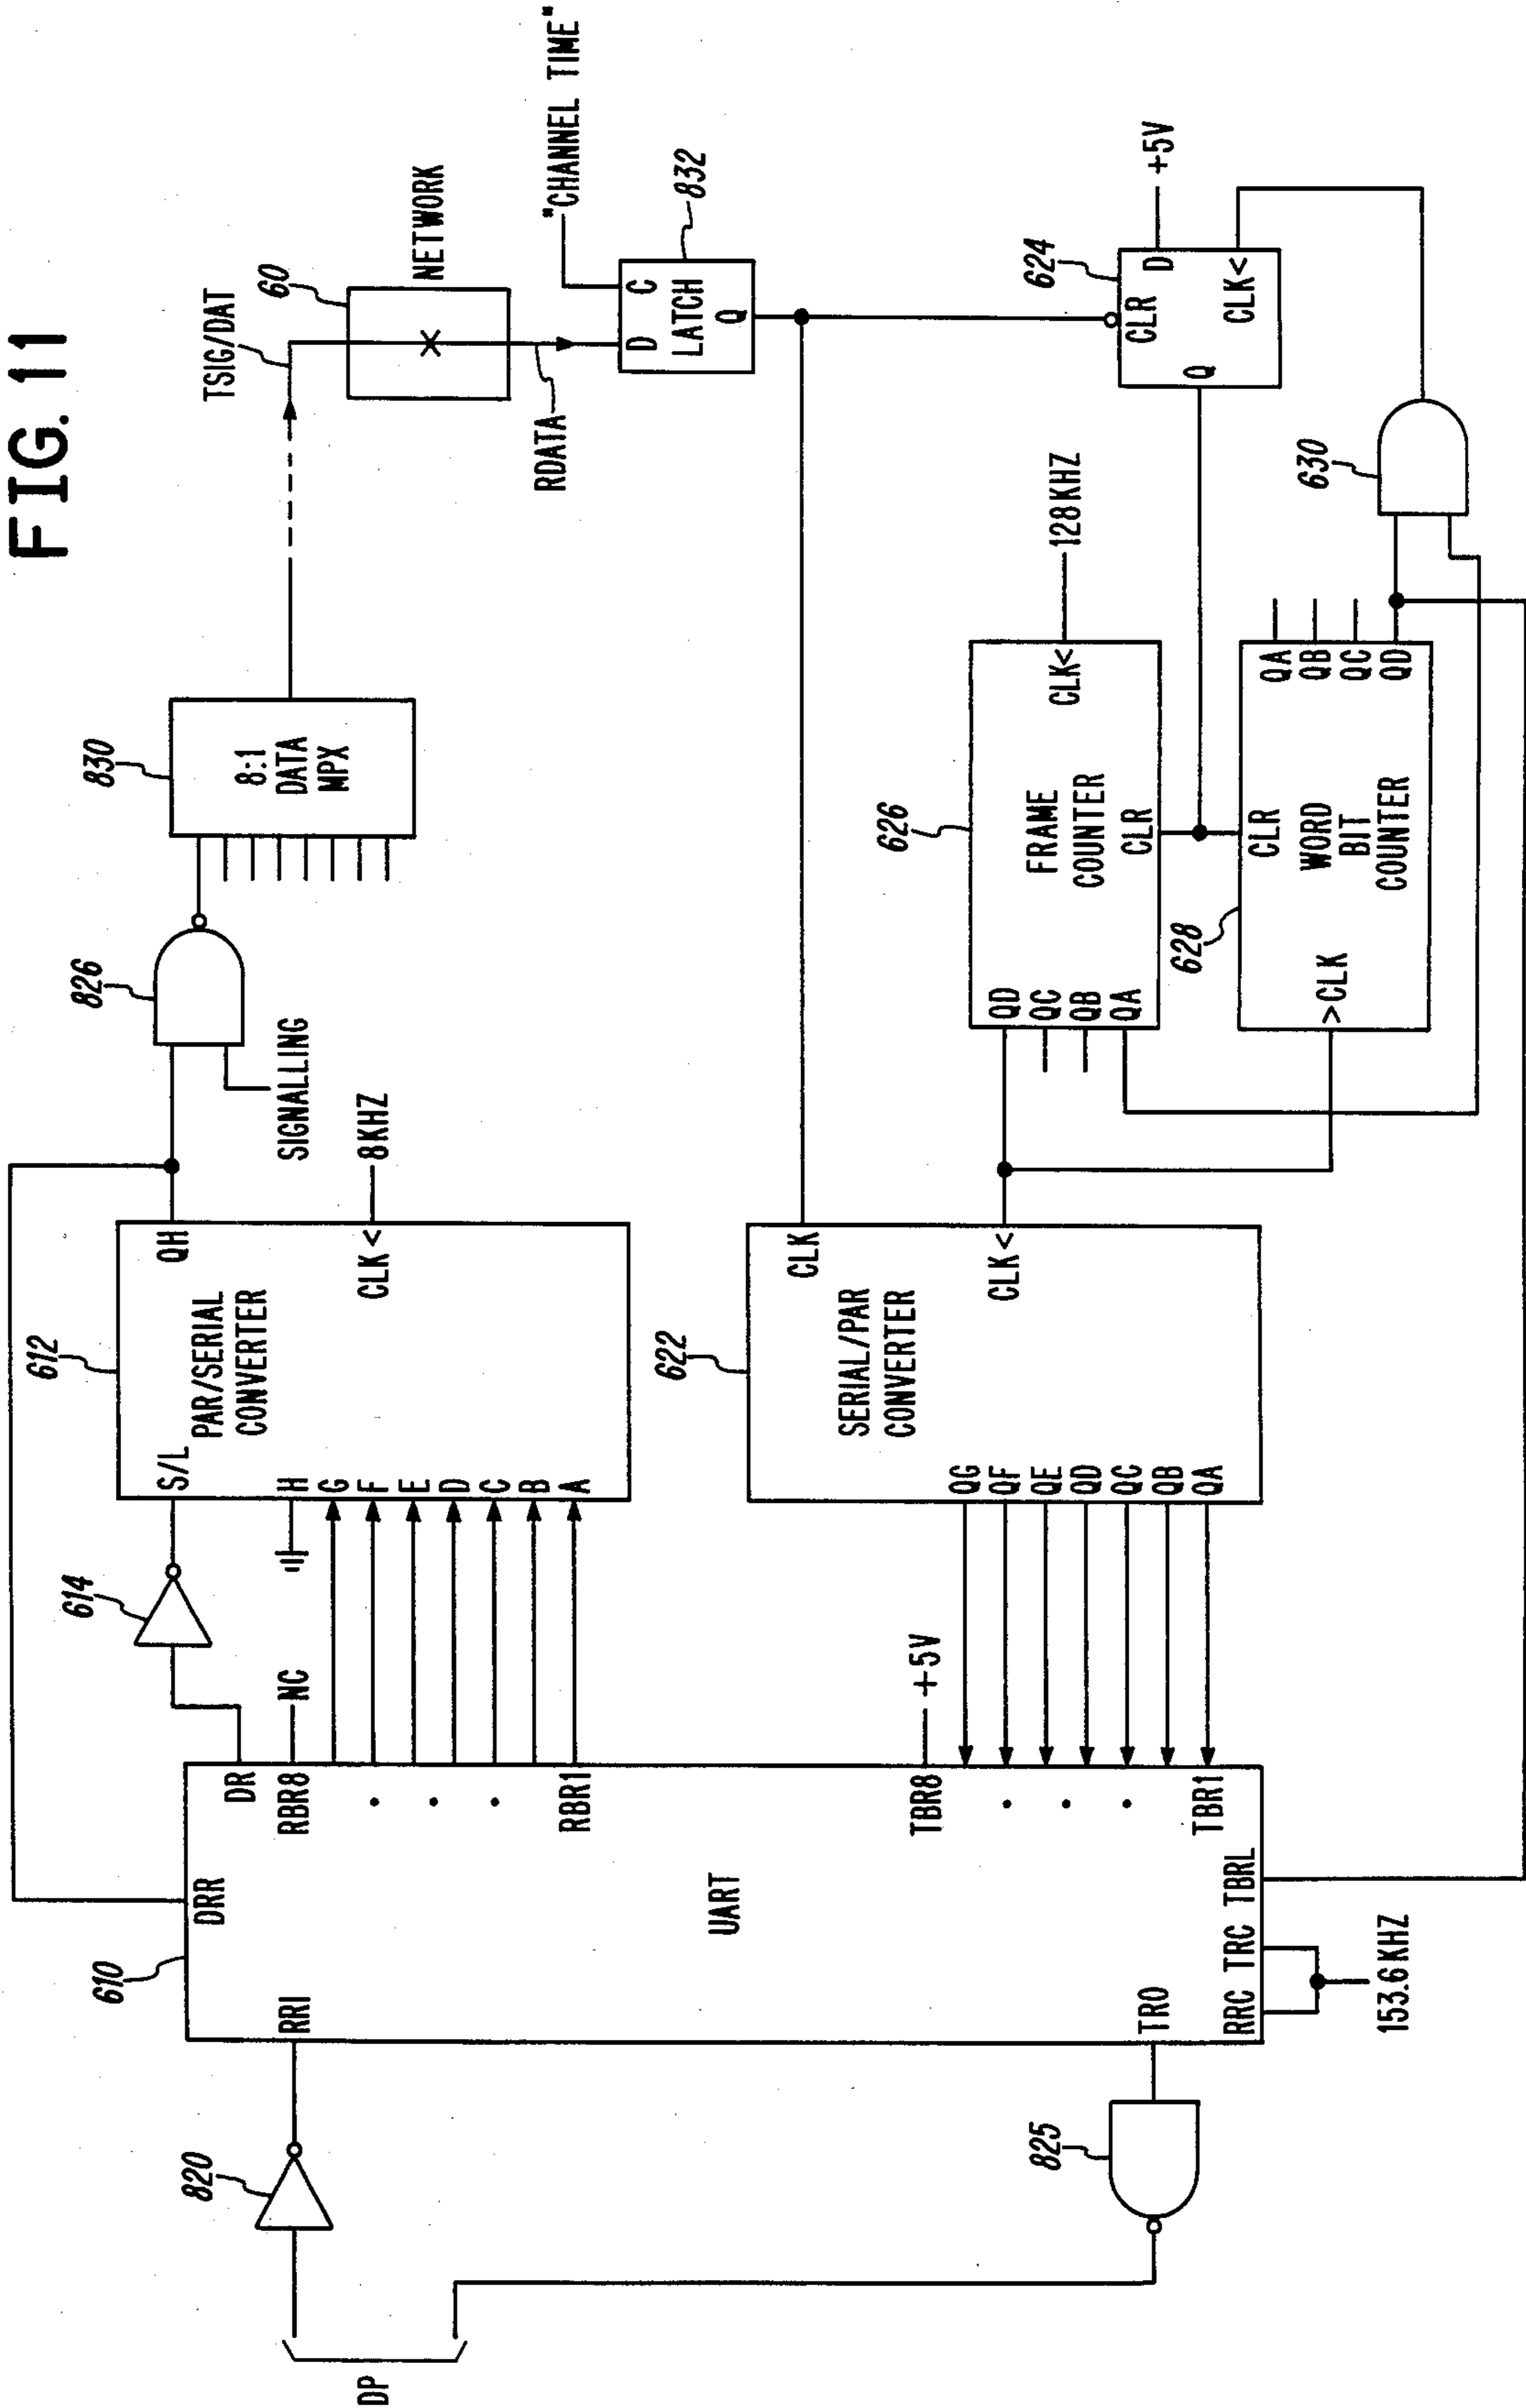 FIG. 11
TSIG/DAT
60
NETWORK
RDATA
"CHANNEL TIME"
D
C
LATCH
Q
832
830
8:1
DATA
MPX
826
SIGNALLING
612
S/L
QH
PAR/SERIAL
CONVERTER
H
G
F
E
D
C
B
A
CLK <
8KHZ
614
610
DRR
DR
RBR8
NC
RBR1
RRI
820
DP
UART
TBR8
+5V
TBR1
TRO
RRC
TRC
TBRL
153.6 KHZ
825
622
CLK
SERIAL/PAR
CONVERTER
CLK <
QG
QF
QE
QD
QC
QB
QA
626
FRAME
COUNTER
CLK<
128KHZ
QD
QC
QB
QA
CLR
628
CLR
WORD
BIT
COUNTER
>CLK
QA
QB
QC
QD
624
CLR
D
+5V
Q
CLK<
630